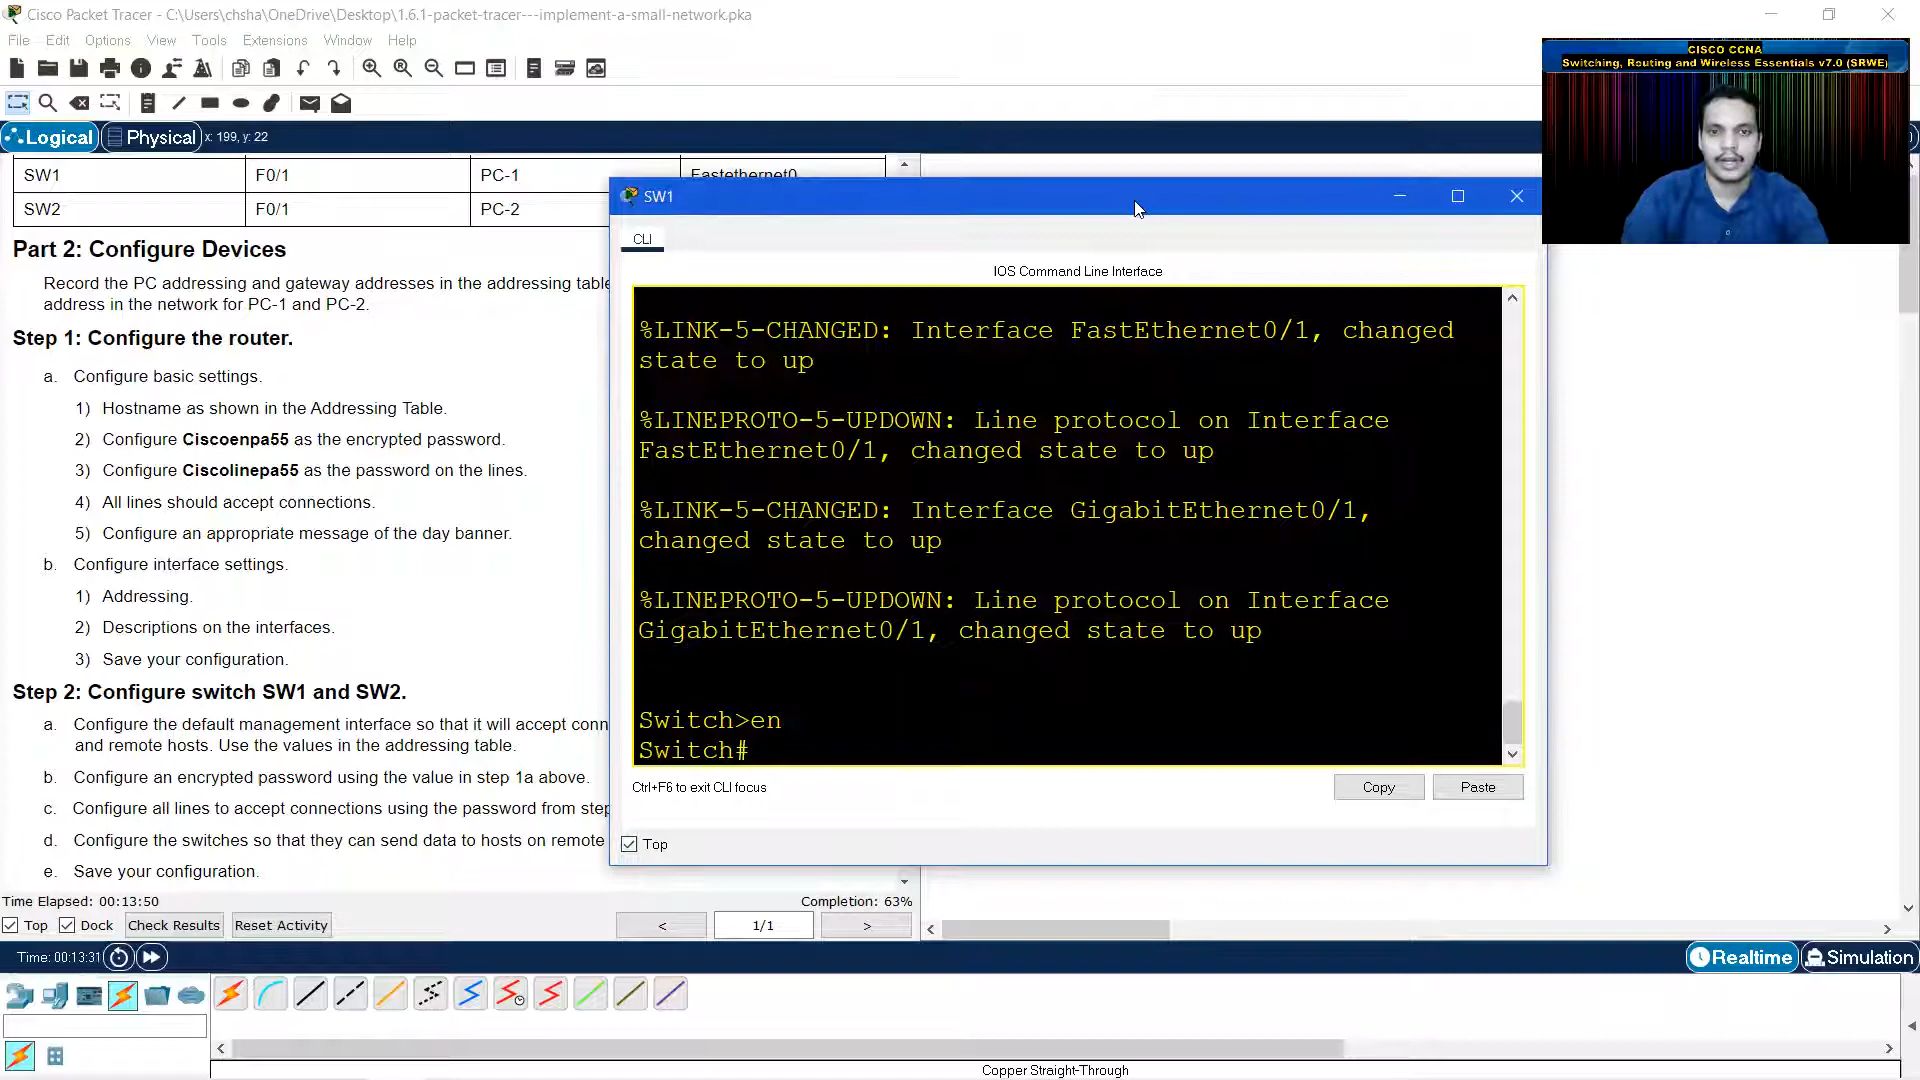 Cisco Packet Tracer - C:\Users\chsha\OneDrive\Desktop\1.6.1-packet-tracer---implement-a-small-network.pka
File Edit Options View Tools Extensions Window Help
CISCO CCNA
Switching, Routing and Wireless Essentials v7.0 (SRWE)
Logical Physical x: 199, y: 22
SW1 F0/1 PC-1 Fastethernet0
SW2 F0/1 PC-2
Part 2: Configure Devices
Record the PC addressing and gateway addresses in the addressing table
address in the network for PC-1 and PC-2.
Step 1: Configure the router.
a. Configure basic settings.
1) Hostname as shown in the Addressing Table.
2) Configure Ciscoenpa55 as the encrypted password.
3) Configure Ciscolinepa55 as the password on the lines.
4) All lines should accept connections.
5) Configure an appropriate message of the day banner.
b. Configure interface settings.
1) Addressing.
2) Descriptions on the interfaces.
3) Save your configuration.
Step 2: Configure switch SW1 and SW2.
a. Configure the default management interface so that it will accept conn
and remote hosts. Use the values in the addressing table.
b. Configure an encrypted password using the value in step 1a above.
c. Configure all lines to accept connections using the password from step
d. Configure the switches so that they can send data to hosts on remote
e. Save your configuration.
SW1
CLI
IOS Command Line Interface
%LINK-5-CHANGED: Interface FastEthernet0/1, changed
state to up
%LINEPROTO-5-UPDOWN: Line protocol on Interface
FastEthernet0/1, changed state to up
%LINK-5-CHANGED: Interface GigabitEthernet0/1,
changed state to up
%LINEPROTO-5-UPDOWN: Line protocol on Interface
GigabitEthernet0/1, changed state to up
Switch>en
Switch#
Ctrl+F6 to exit CLI focus Copy Paste
Top
Time Elapsed: 00:13:50 Completion: 63%
Top Dock Check Results Reset Activity < 1/1 >
Time: 00:13:31 Realtime Simulation
Copper Straight-Through